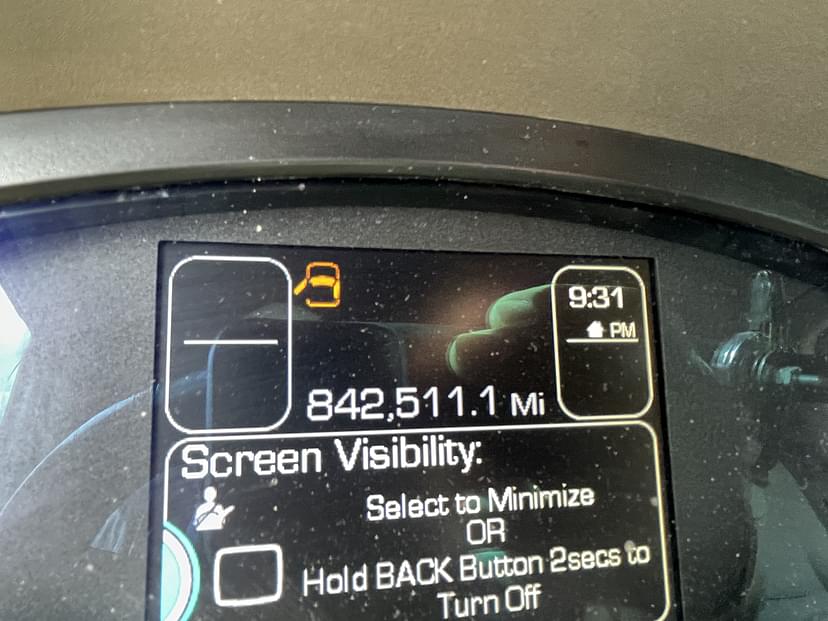 9:31
PM
842,511.1 Mi
Screen Visibility:
Select to Minimize
OR
Hold BACK Button 2secs to
Turn Off